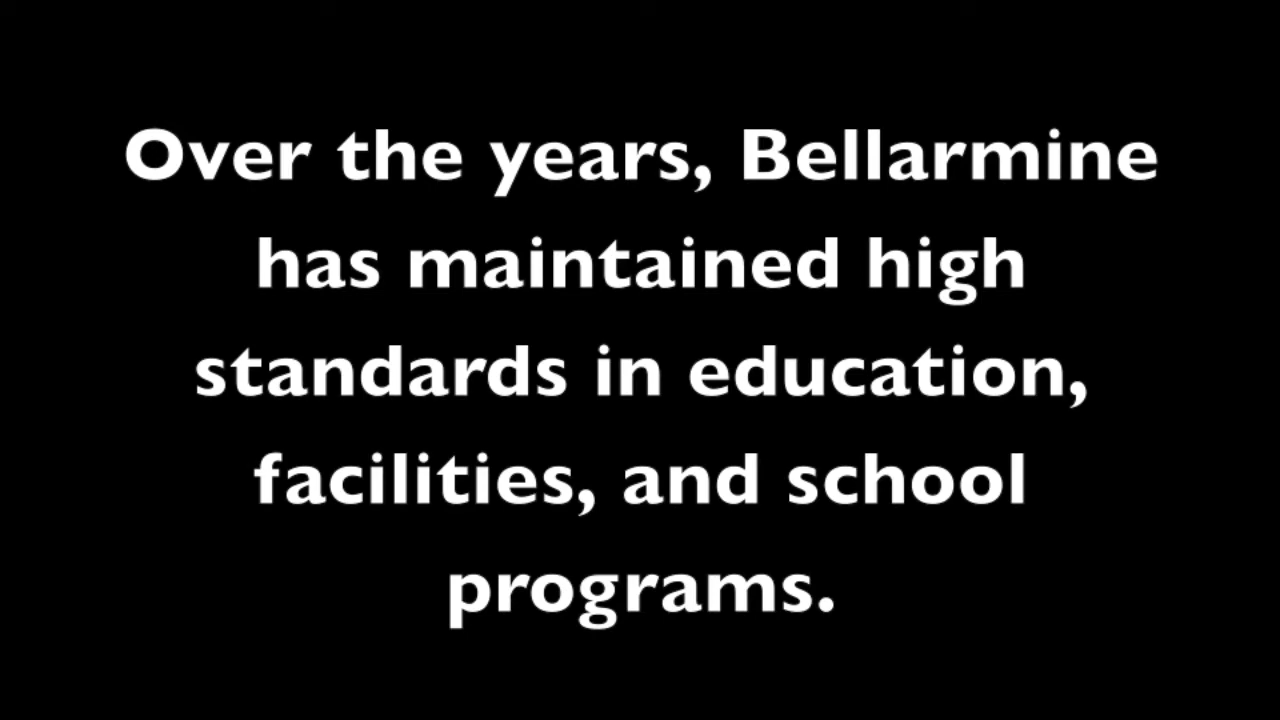 Over the years, Bellarmine
has maintained high
standards in education,
facilities, and school
programs.